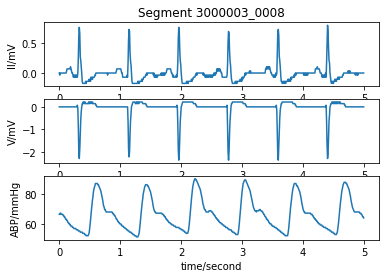 Segment 3000003_0008
II/mV
0.5
0.0
0 1 2 3 4 5
V/mV
0
−1
−2
0 1 2 3 4 5
ABP/mmHg
80
60
0 1 2 3 4 5
time/second